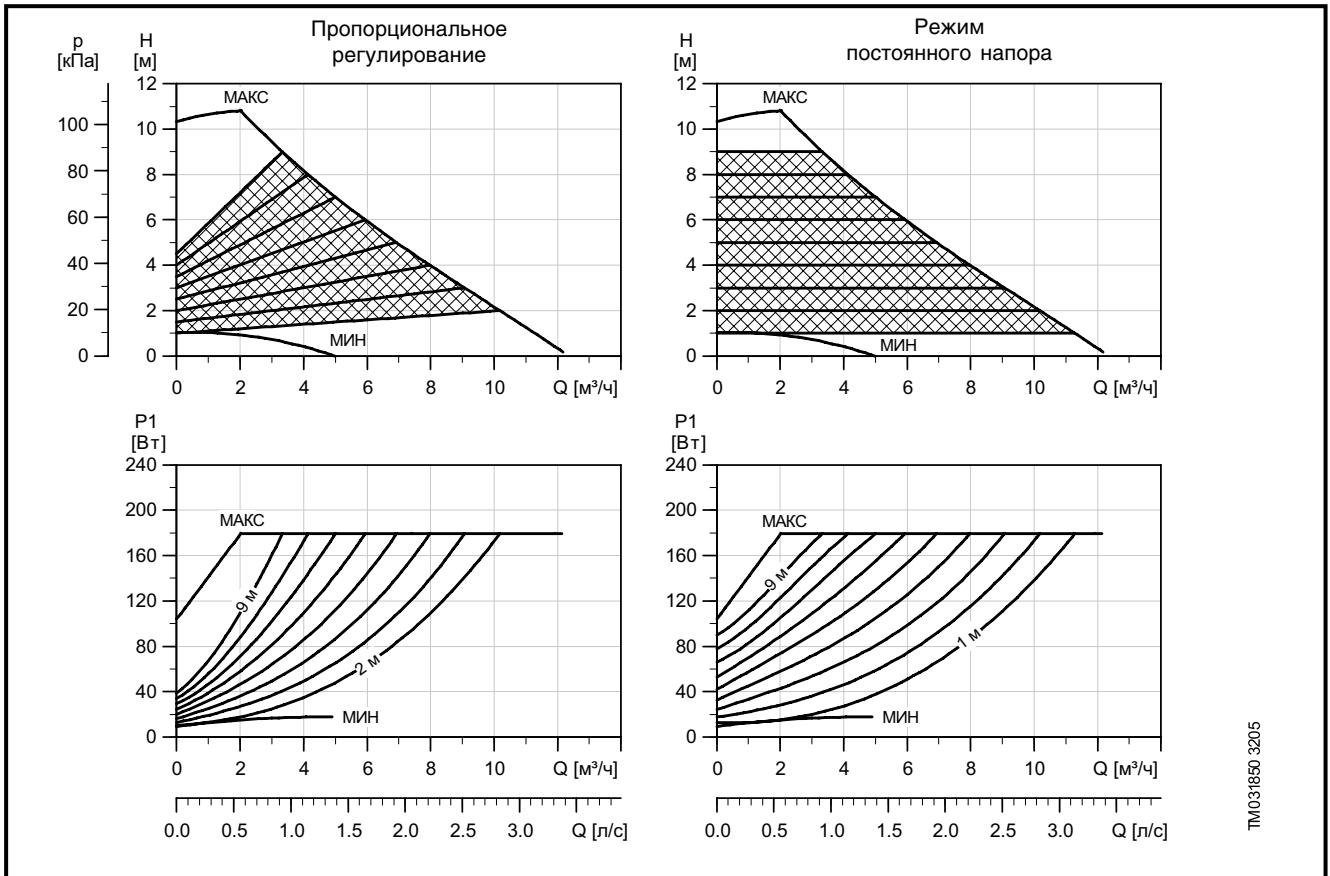 Пропорциональное
регулирование
p
[кПа]
H
[м]
12
МАКС
100
10
80
8
60
6
40
4
20
2
МИН
0
0
0 2 4 6 8 10 Q [м³/ч]
Режим
постоянного напора
H
[м]
12
МАКС
10
8
6
4
2
МИН
0
0 2 4 6 8 10 Q [м³/ч]
P1
[Вт]
240
200
МАКС
160
9 м
120
80
2 м
40
МИН
0
0 2 4 6 8 10 Q [м³/ч]
0.0 0.5 1.0 1.5 2.0 2.5 3.0 Q [л/с]
P1
[Вт]
240
200
МАКС
160
9 м
120
80
1 м
40
МИН
0
0 2 4 6 8 10 Q [м³/ч]
0.0 0.5 1.0 1.5 2.0 2.5 3.0 Q [л/с]
TM031850 3205